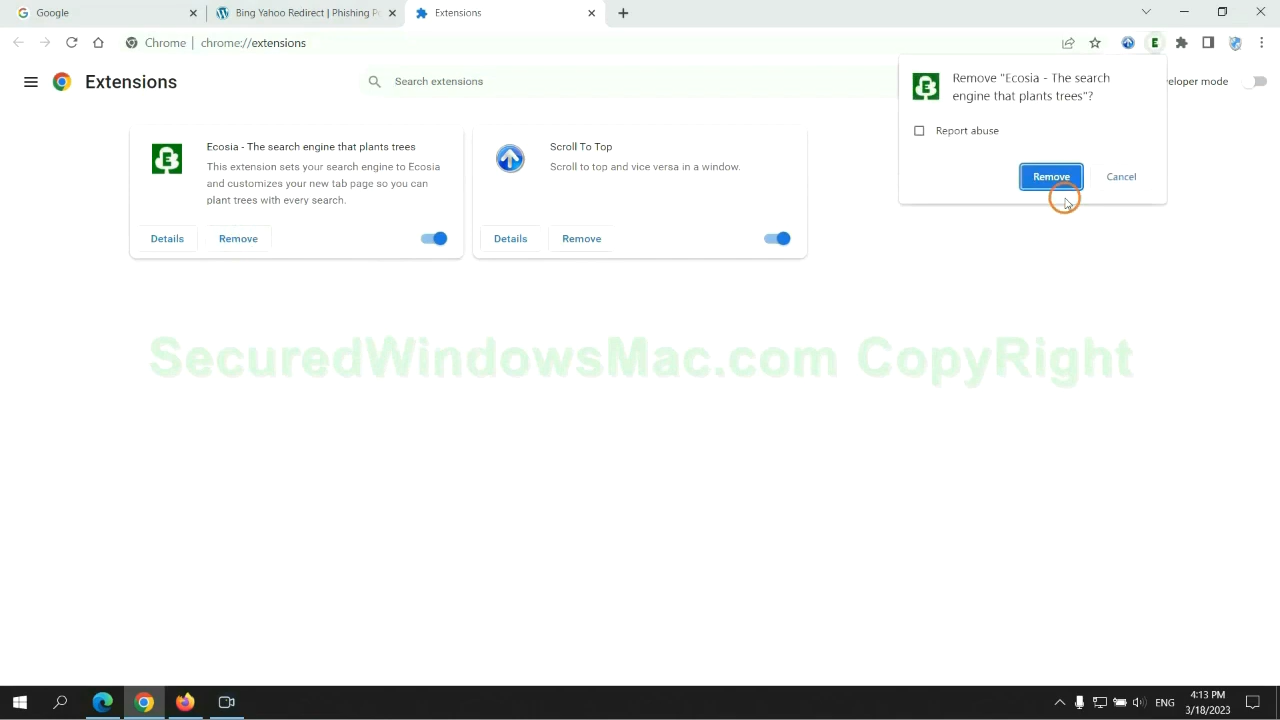 Google
Bing Yahoo Redirect | Phishing P
Extensions
Chrome | chrome://extensions
Extensions
Search extensions
veloper mode
Remove "Ecosia - The search
engine that plants trees"?
Report abuse
Remove
Cancel
Ecosia - The search engine that plants trees
This extension sets your search engine to Ecosia
and customizes your new tab page so you can
plant trees with every search.
Details
Remove
Scroll To Top
Scroll to top and vice versa in a window.
Details
Remove
SecuredWindowsMac.com CopyRight
ENG
4:13 PM
3/18/2023